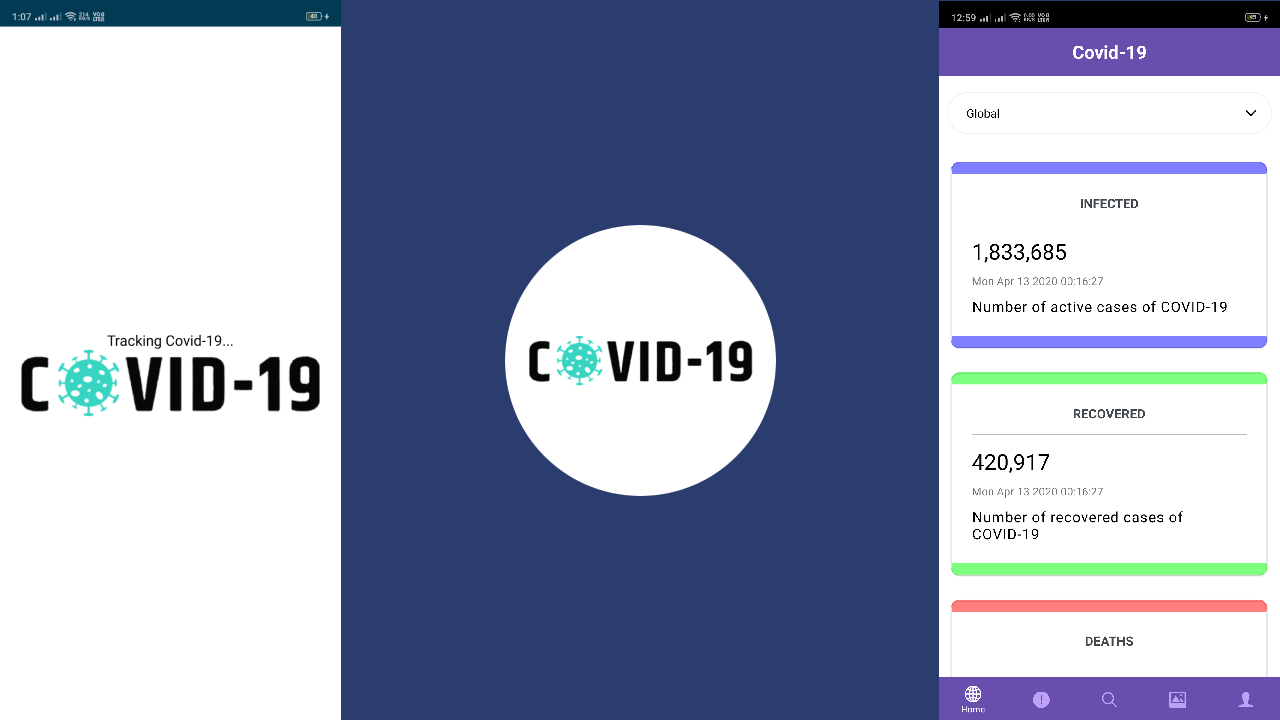 1:07
Tracking Covid-19...
COVID-19
COVID-19
12:59
Covid-19
Global
INFECTED
1,833,685
Mon Apr 13 2020 00:16:27
Number of active cases of COVID-19
RECOVERED
420,917
Mon Apr 13 2020 00:16:27
Number of recovered cases of
COVID-19
DEATHS
Home